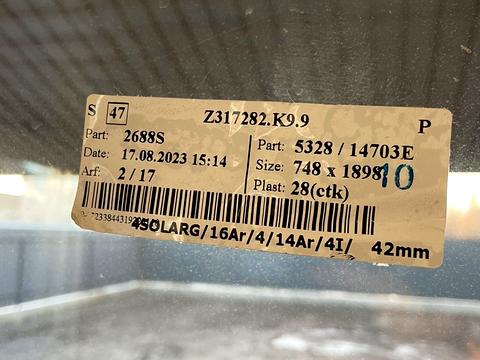 S 47 Z317282.K9.9 P
Part: 2688S
Date: 17.08.2023 15:14
Arf: 2 / 17
Part: 5328 / 14703E
Size: 748 x 1898
10
Plast: 28(ctk)
4SOLARG/16Ar/4/14Ar/4I/ 42mm